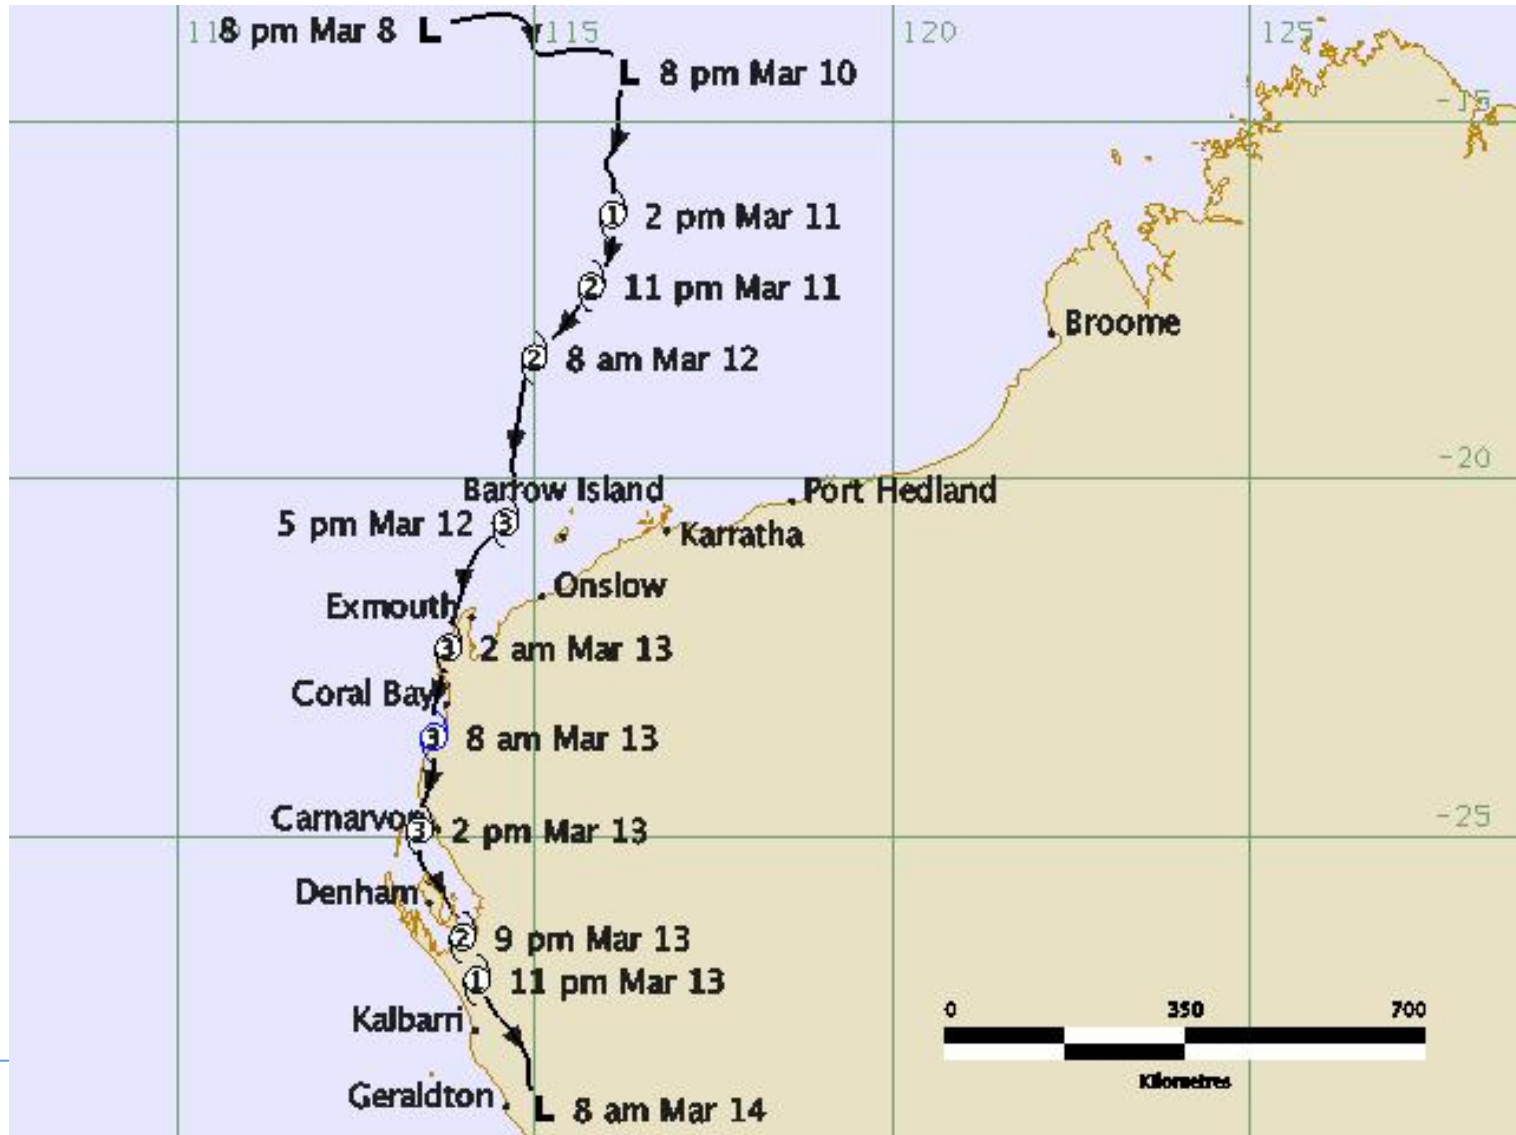 110
8 pm Mar 8 L
115
120
125
L 8 pm Mar 10
-15
1 2 pm Mar 11
2 11 pm Mar 11
Broome
2 8 am Mar 12
-20
Barrow Island
Port Hedland
5 pm Mar 12 3
Karratha
Onslow
Exmouth
3 2 am Mar 13
Coral Bay
3 8 am Mar 13
Carnarvon
-25
3 2 pm Mar 13
Denham
2 9 pm Mar 13
1 11 pm Mar 13
Kalbarri
0 350 700
Kilometres
Geraldton
L 8 am Mar 14